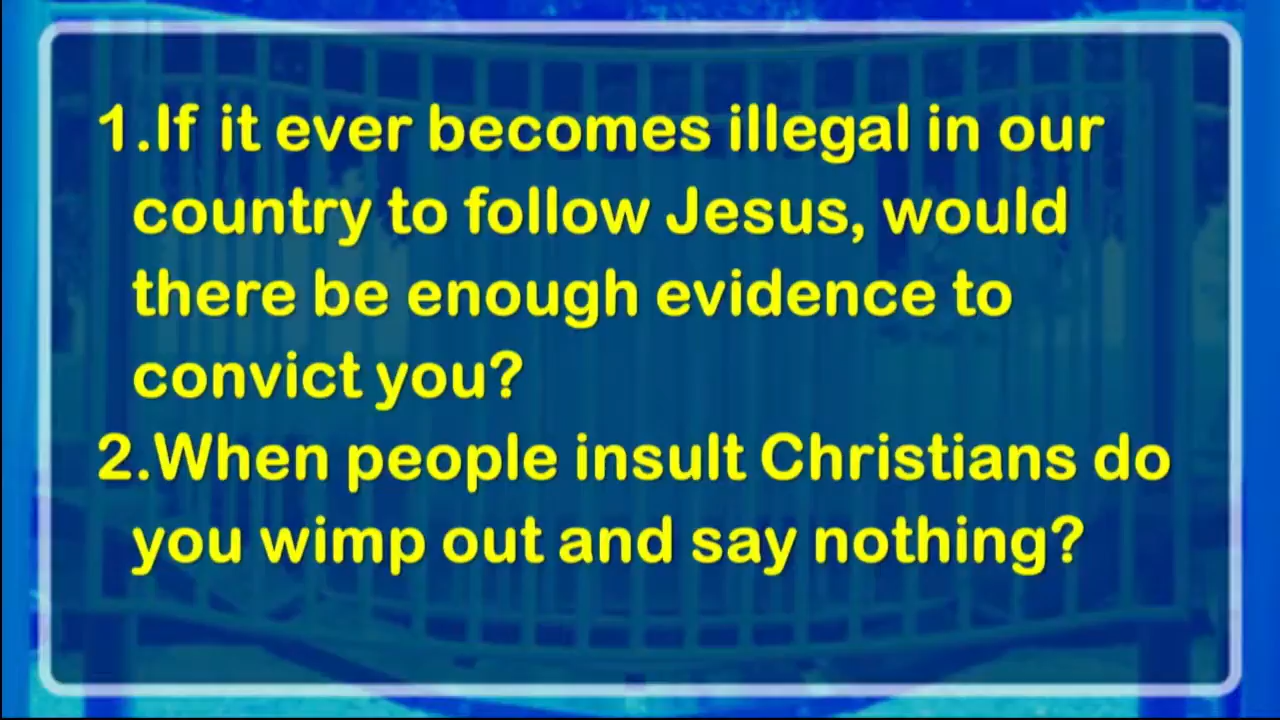 1.If it ever becomes illegal in our
country to follow Jesus, would
there be enough evidence to
convict you?
2.When people insult Christians do
you wimp out and say nothing?